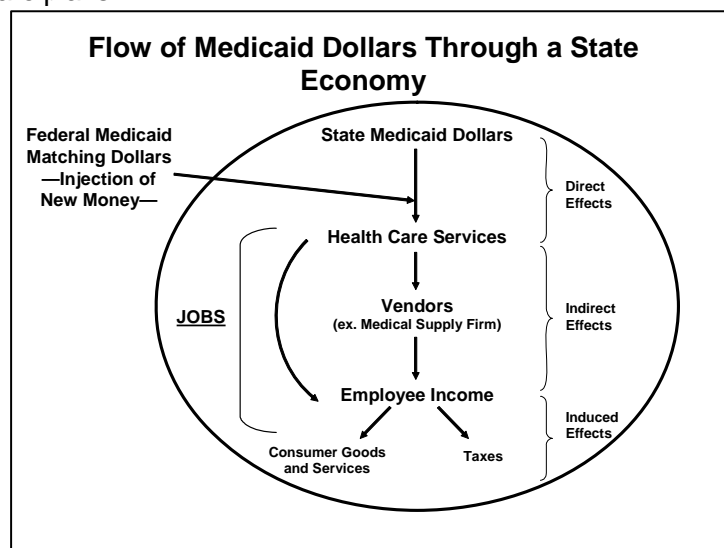 Flow of Medicaid Dollars Through a State
Economy
Federal Medicaid
Matching Dollars
—Injection of
New Money—
State Medicaid Dollars
Direct
Effects
Health Care Services
JOBS
Vendors
(ex. Medical Supply Firm)
Indirect
Effects
Employee Income
Induced
Effects
Consumer Goods
and Services
Taxes